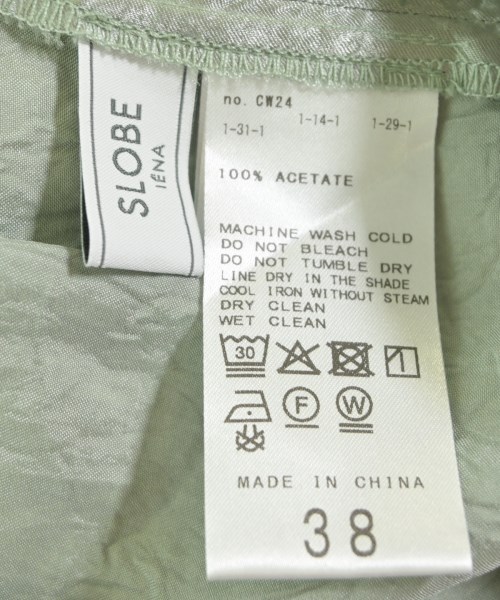 SLOBE
IÉNA
no. CW24
1-31-1 1-14-1 1-29-1
100% ACETATE
MACHINE WASH COLD
DO NOT BLEACH
DO NOT TUMBLE DRY
LINE DRY IN THE SHADE
COOL IRON WITHOUT STEAM
DRY CLEAN
WET CLEAN
30
F W
MADE IN CHINA
38